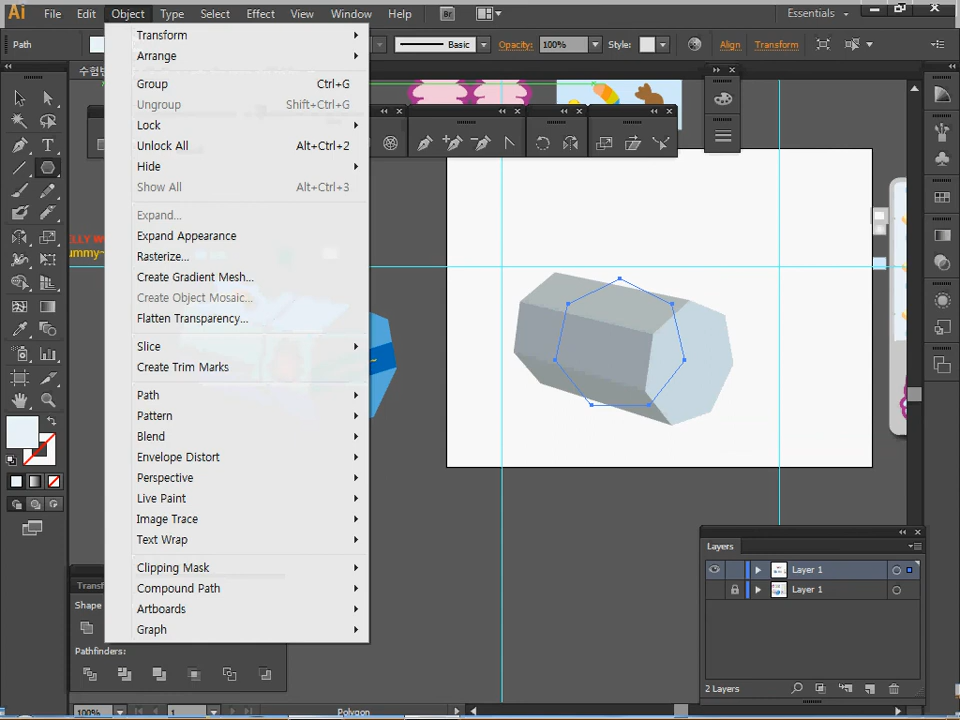 Ai File Edit Object Type Select Effect View Window Help Br Essentials
Path Basic Opacity: 100% Style: Align Transform
수험번
Transform
Arrange
Group Ctrl+G
Ungroup Shift+Ctrl+G
Lock
Unlock All Alt+Ctrl+2
Hide
Show All Alt+Ctrl+3
Expand...
Expand Appearance
Rasterize...
Create Gradient Mesh...
Create Object Mosaic...
Flatten Transparency...
Slice
Create Trim Marks
Path
Pattern
Blend
Envelope Distort
Perspective
Live Paint
Image Trace
Text Wrap
Clipping Mask
Compound Path
Artboards
Graph
Transf
Shape
Pathfinders:
Layers
Layer 1
Layer 1
2 Layers
100% 1 Polygon